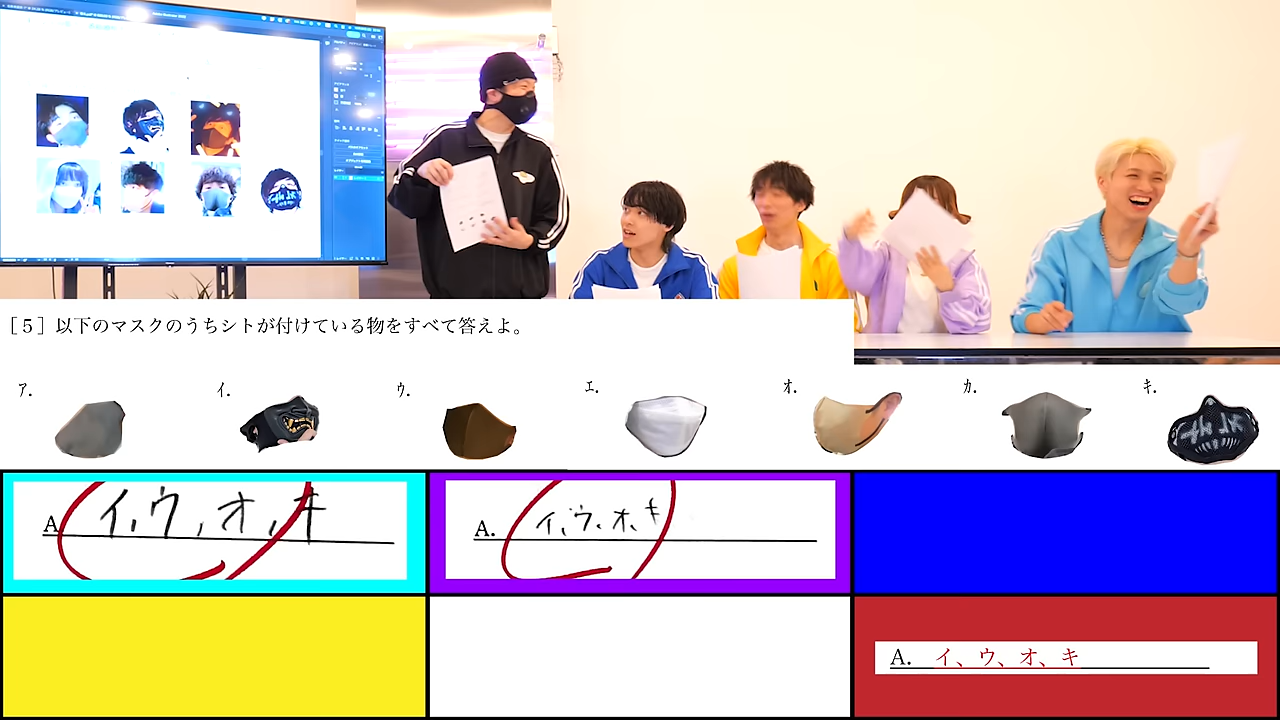 ［５］以下のマスクのうちシトが付けている物をすべて答えよ。
ア.
イ.
ウ.
エ.
オ.
カ.
キ.
A. イ、ウ、オ、キ
A. イ、ウ、オ、キ
A. イ、ウ、オ、キ